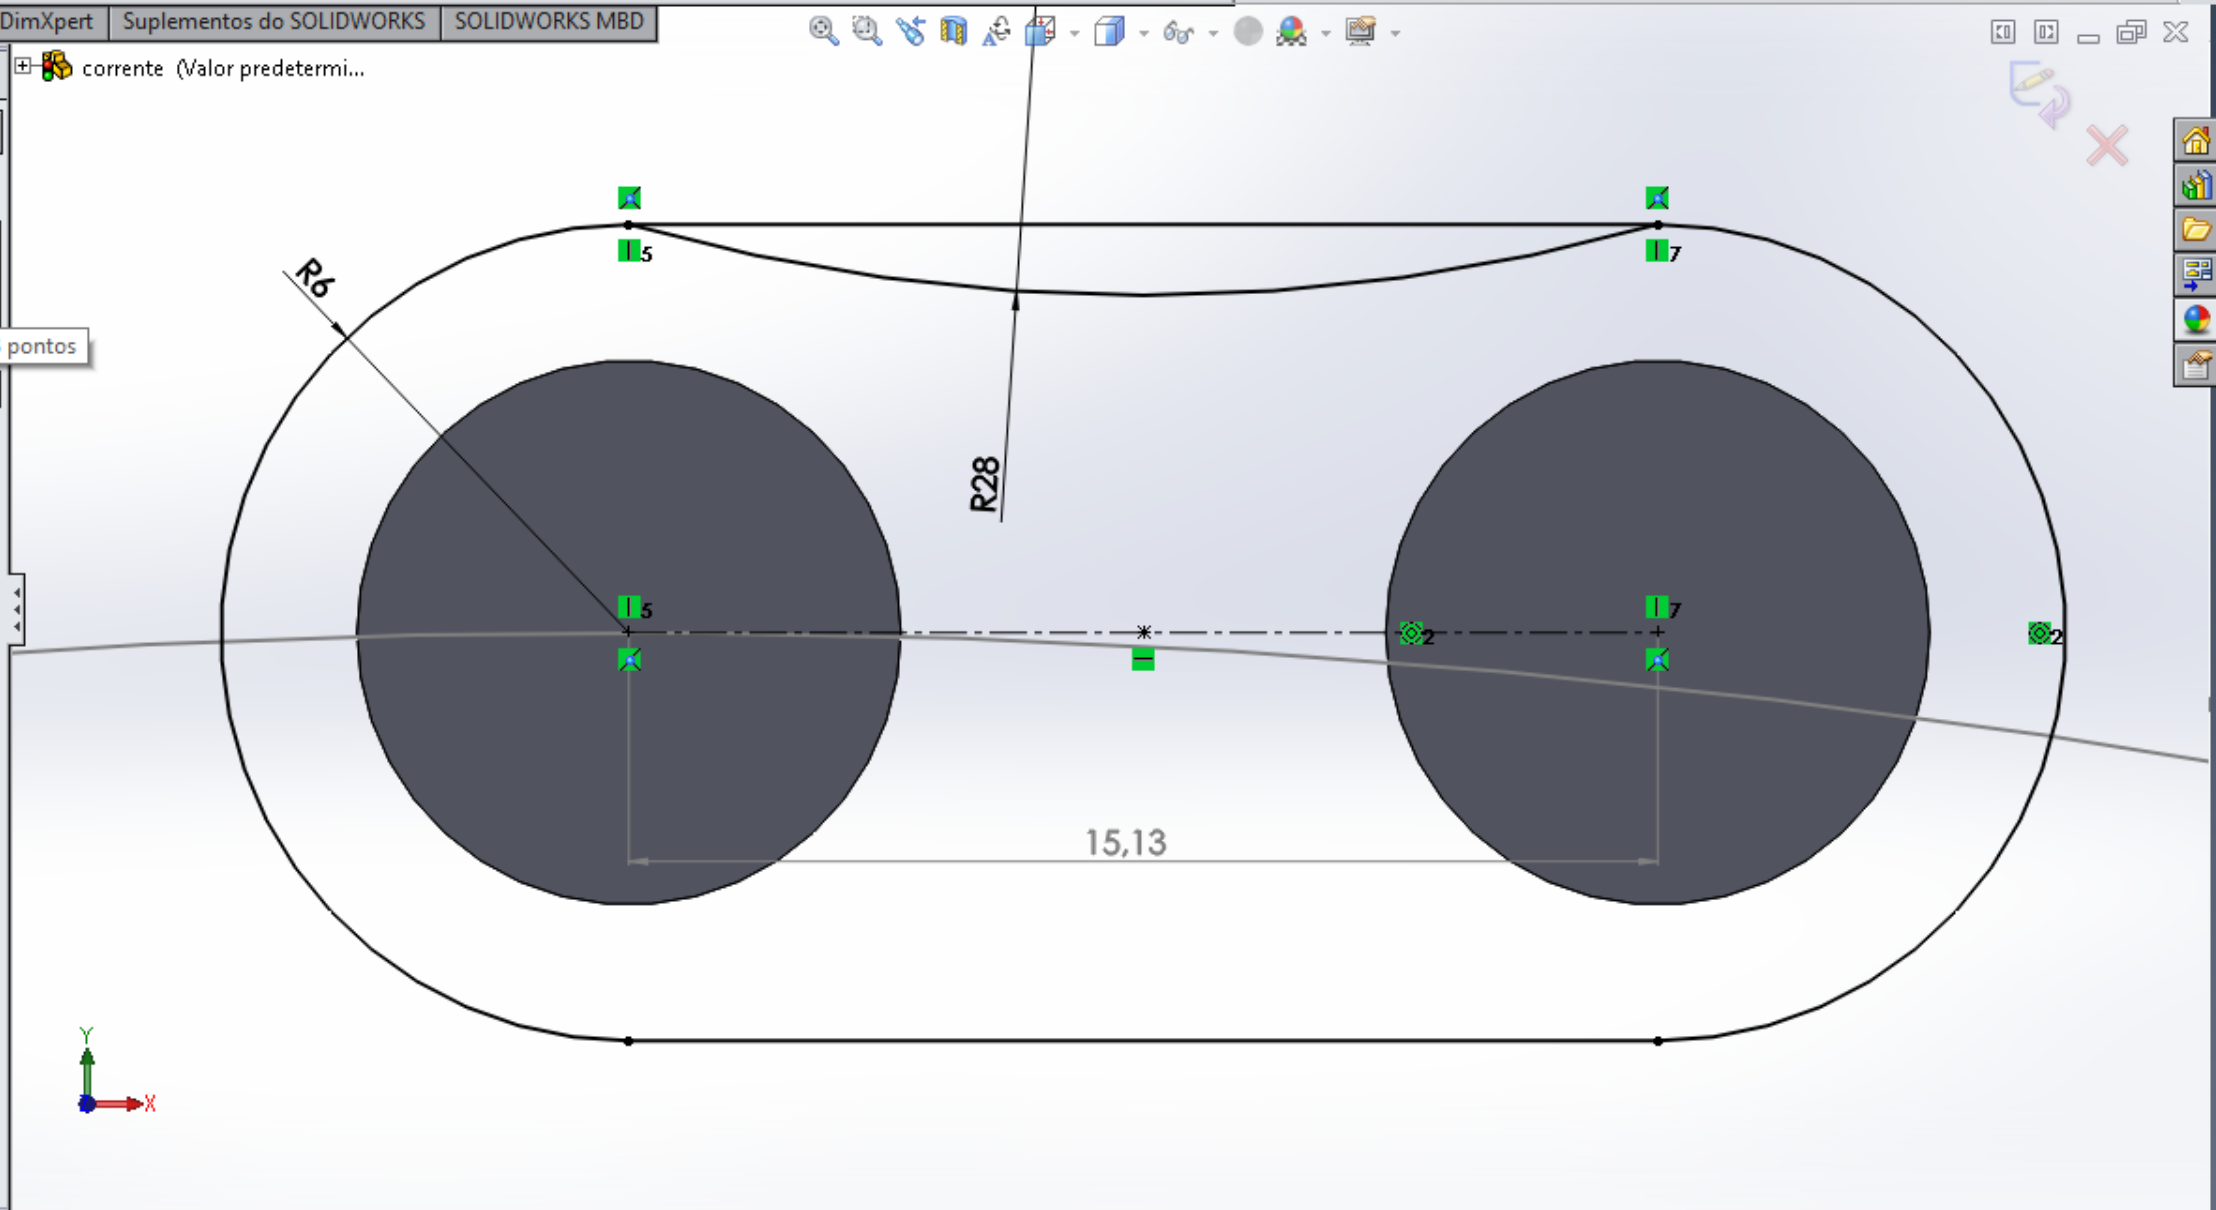 DimXpert
Suplementos do SOLIDWORKS
SOLIDWORKS MBD
corrente (Valor predetermi...
5
7
R6
pontos
R28
5
7
2
2
15,13
Y
X